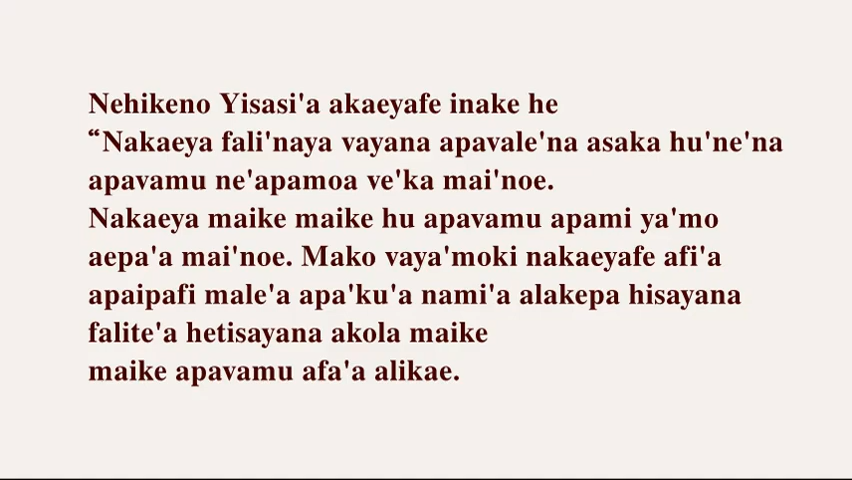 Nehikeno Yisasi'a akaeyafe inake he
“Nakaeya fali'naya vayana apavale'na asaka hu'ne'na
apavamu ne'apamoa ve'ka mai'noe.
Nakaeya maike maike hu apavamu apami ya'mo
aepa'a mai'noe. Mako vaya'moki nakaeyafe afi'a
apaipafi male'a apa'ku'a nami'a alakepa hisayana
falite'a hetisayana akola maike
maike apavamu afa'a alikae.